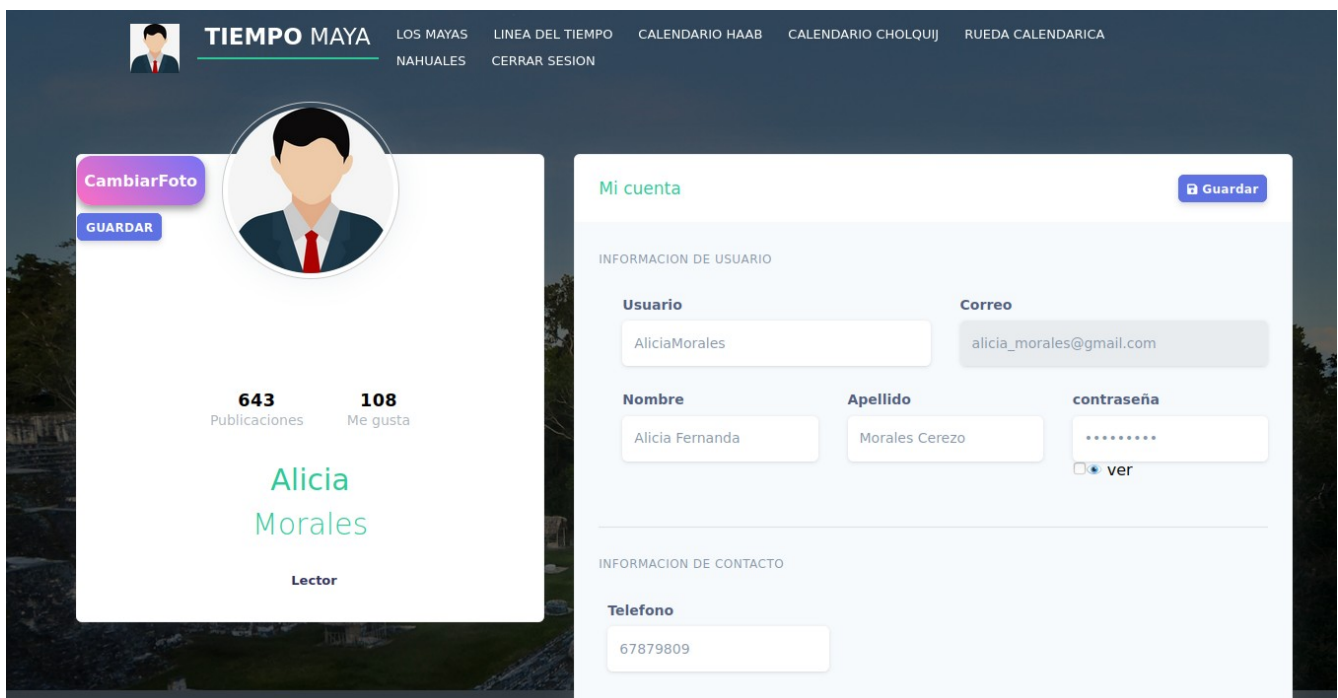 TIEMPO MAYA LOS MAYAS LINEA DEL TIEMPO CALENDARIO HAAB CALENDARIO CHOLQUIJ RUEDA CALENDARICA
NAHUALES CERRAR SESION
CambiarFoto
GUARDAR
643 108
Publicaciones Me gusta
Alicia
Morales
Lector
Mi cuenta Guardar
INFORMACION DE USUARIO
Usuario Correo
AliciaMorales alicia_morales@gmail.com
Nombre Apellido contraseña
Alicia Fernanda Morales Cerezo •••••••••
ver
INFORMACION DE CONTACTO
Telefono
67879809